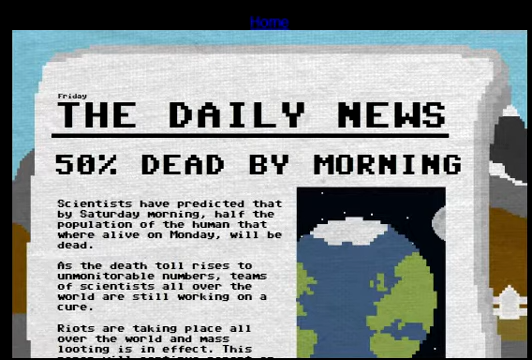 Home
Friday
THE DAILY NEWS
50% DEAD BY MORNING
Scientists have predicted that
by Saturday morning, half the
population of the human that
where alive on Monday, will be
dead.
As the death toll rises to
unmonitorable numbers, teams
of scientists all over the
world are still working on a
cure.
Riots are taking place all
over the world and mass
looting is in effect. This